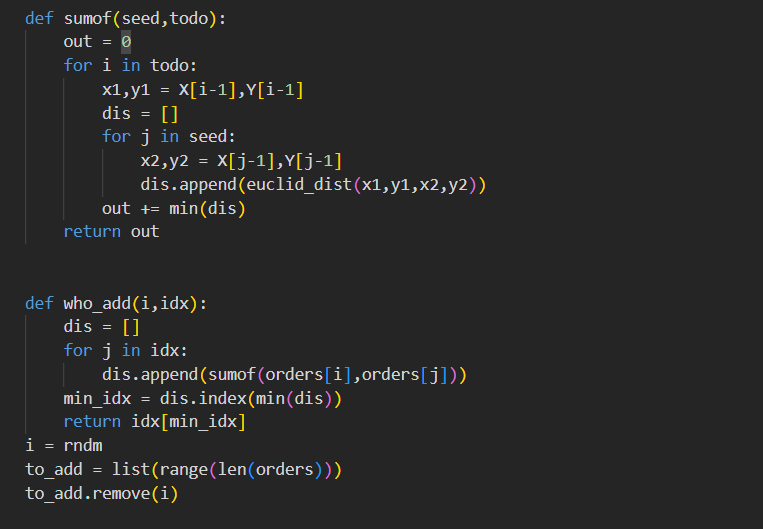 def sumof(seed,todo):
    out = 0
    for i in todo:
        x1,y1 = X[i-1],Y[i-1]
        dis = []
        for j in seed:
            x2,y2 = X[j-1],Y[j-1]
            dis.append(euclid_dist(x1,y1,x2,y2))
        out += min(dis)
    return out
def who_add(i,idx):
    dis = []
    for j in idx:
        dis.append(sumof(orders[i],orders[j]))
    min_idx = dis.index(min(dis))
    return idx[min_idx]
i = rndm
to_add = list(range(len(orders)))
to_add.remove(i)